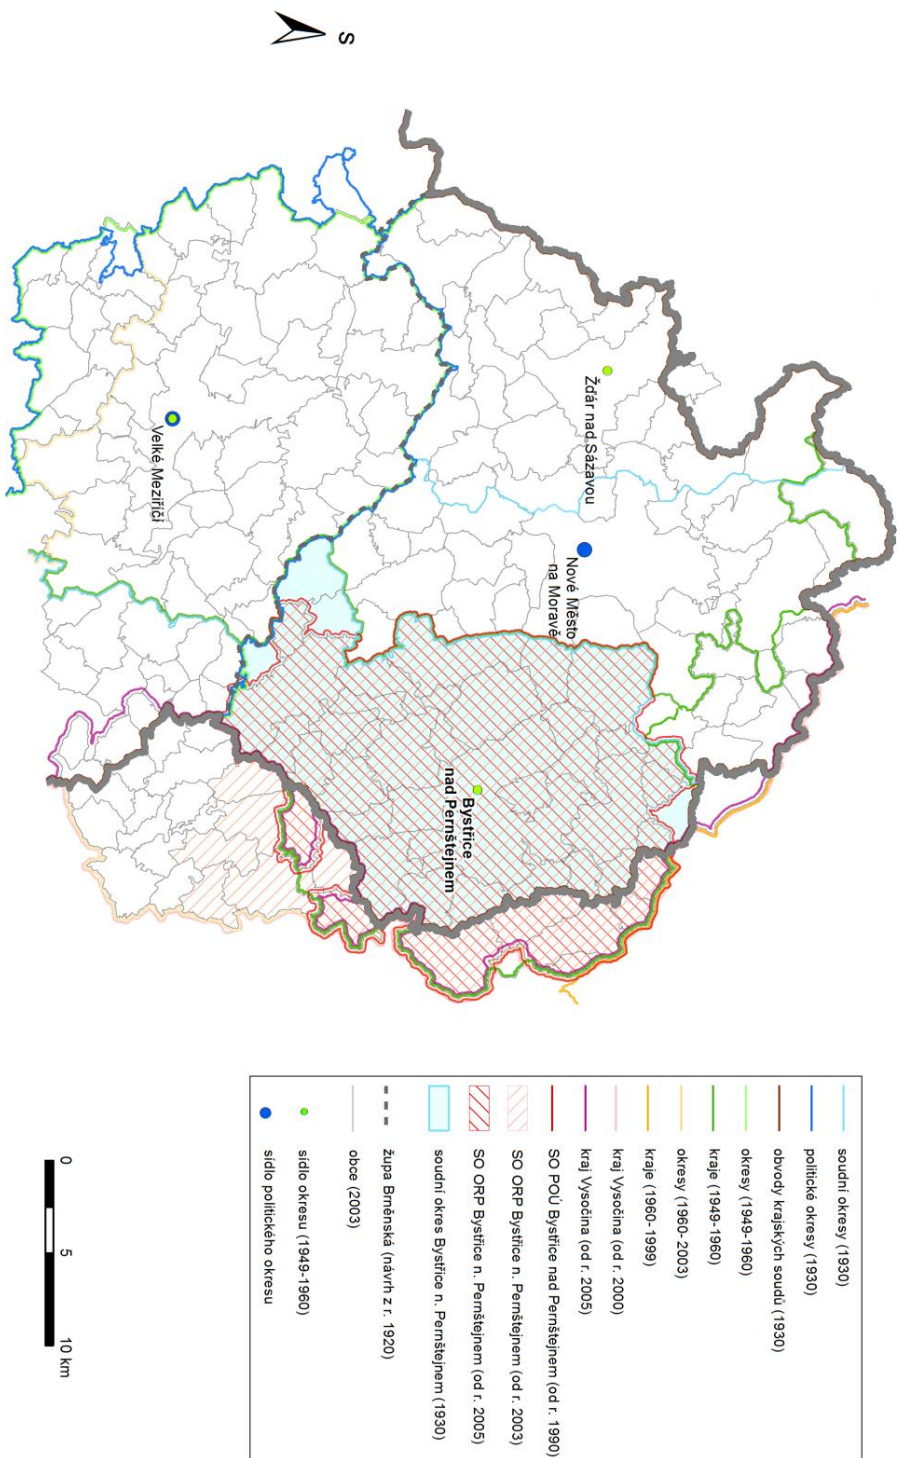 S
Žďár nad Sázavou
Nové Město
na Moravě
Velké Meziříčí
Bystřice
nad Pernštejnem
soudní okresy (1930)
politické okresy (1930)
obvody krajských soudů (1930)
okresy (1949-1960)
kraje (1949-1960)
okresy (1960-2003)
kraje (1960-1999)
kraj Vysočina (od r. 2000)
kraj Vysočina (od r. 2005)
SO POÚ Bystřice nad Pernštejnem (od r. 1990)
SO ORP Bystřice n. Pernštejnem (od r. 2003)
SO ORP Bystřice n. Pernštejnem (od r. 2005)
soudní okres Bystřice n. Pernštejnem (1930)
župa Brněnská (návrh z r. 1920)
obce (2003)
sídlo okresu (1949-1960)
sídlo politického okresu
0 5 10 km